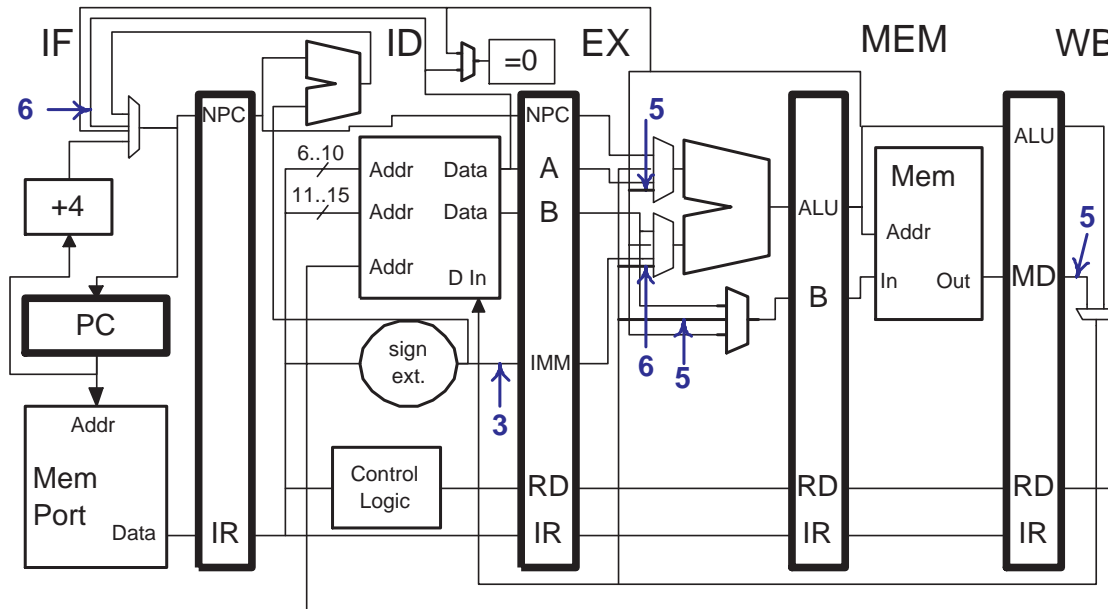 IF
ID
EX
MEM
WB
=0
6
NPC
NPC
5
ALU
6..10
Addr
Data
A
Mem
11..15
+4
Addr
Data
B
ALU
Addr
5
Addr
D In
B
In
Out
MD
PC
sign
ext.
IMM
6
5
3
Addr
Mem
Port
Data
Control
Logic
RD
RD
RD
IR
IR
IR
IR